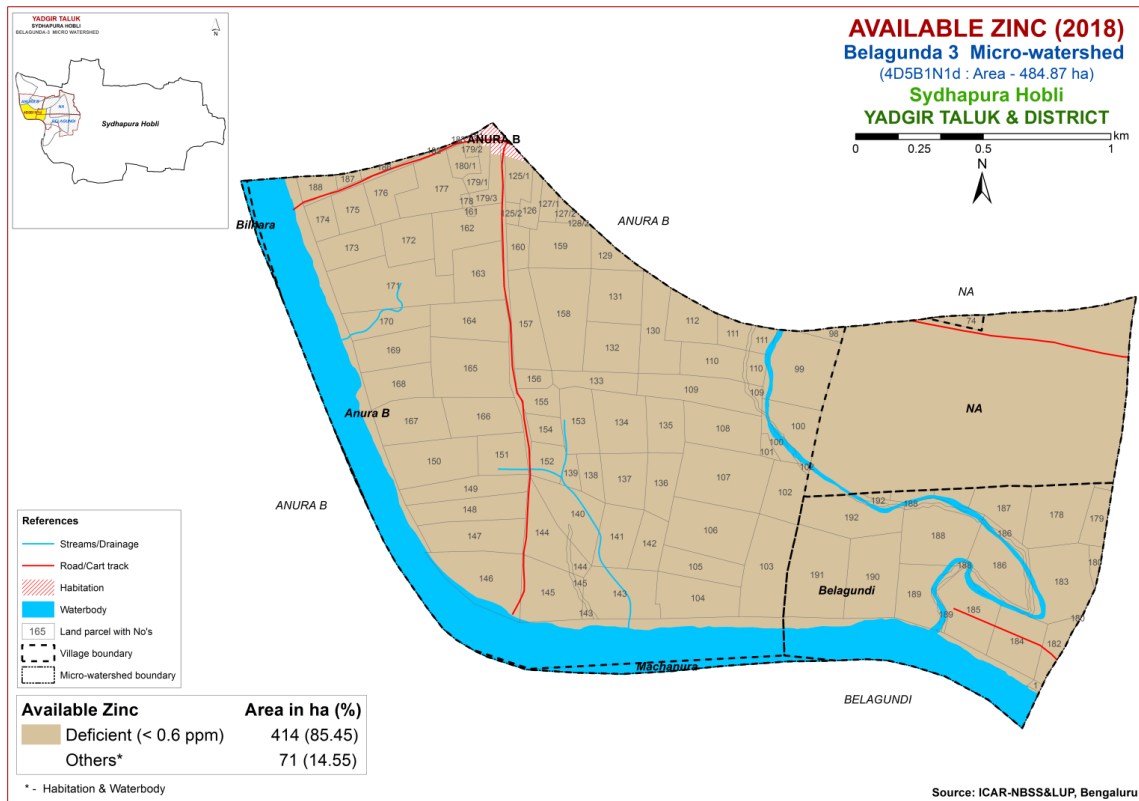 YADGIR TALUK
SYDHAPURA HOBLI
BELAGUNDA-3 MICRO WATERSHED
N
ANURA B
NA
BELAGUNDI
Sydhapura Hobli
AVAILABLE ZINC (2018)
Belagunda 3 Micro-watershed
(4D5B1N1d : Area - 484.87 ha)
Sydhapura Hobli
YADGIR TALUK & DISTRICT
0 0.25 0.5 1 km
N
ANURA B
179/2
180/1
125/1
188 187 176 177 179/1
178 179/3 127/1
174 175 161 125/2 126 127/2
128/2
ANURA B
Bilhara
173 172 162 160 159 129
NA
171 163 131
170 164 157 158 130 112 111 98 74
169 132 111
168 165 156 133 110 110 99
109 109
155
Anura B
167 166 153 134 135 108 100 NA
154 100
101
150 151 152 139 138 137 136 107 102
149
ANURA B
148 140 106 192 192 188 187 178 179
147 144 141 142 188 186
144 105 103 188 186
146 145 145 143 104 191 190 183
143 189
Belagundi
185 180
189 184 182
1
Machanura
BELAGUNDI
References
Streams/Drainage
Road/Cart track
Habitation
Waterbody
165 Land parcel with No's
Village boundary
Micro-watershed boundary
Available Zinc Area in ha (%)
Deficient (< 0.6 ppm) 414 (85.45)
Others* 71 (14.55)
* - Habitation & Waterbody
Source: ICAR-NBSS&LUP, Bengaluru